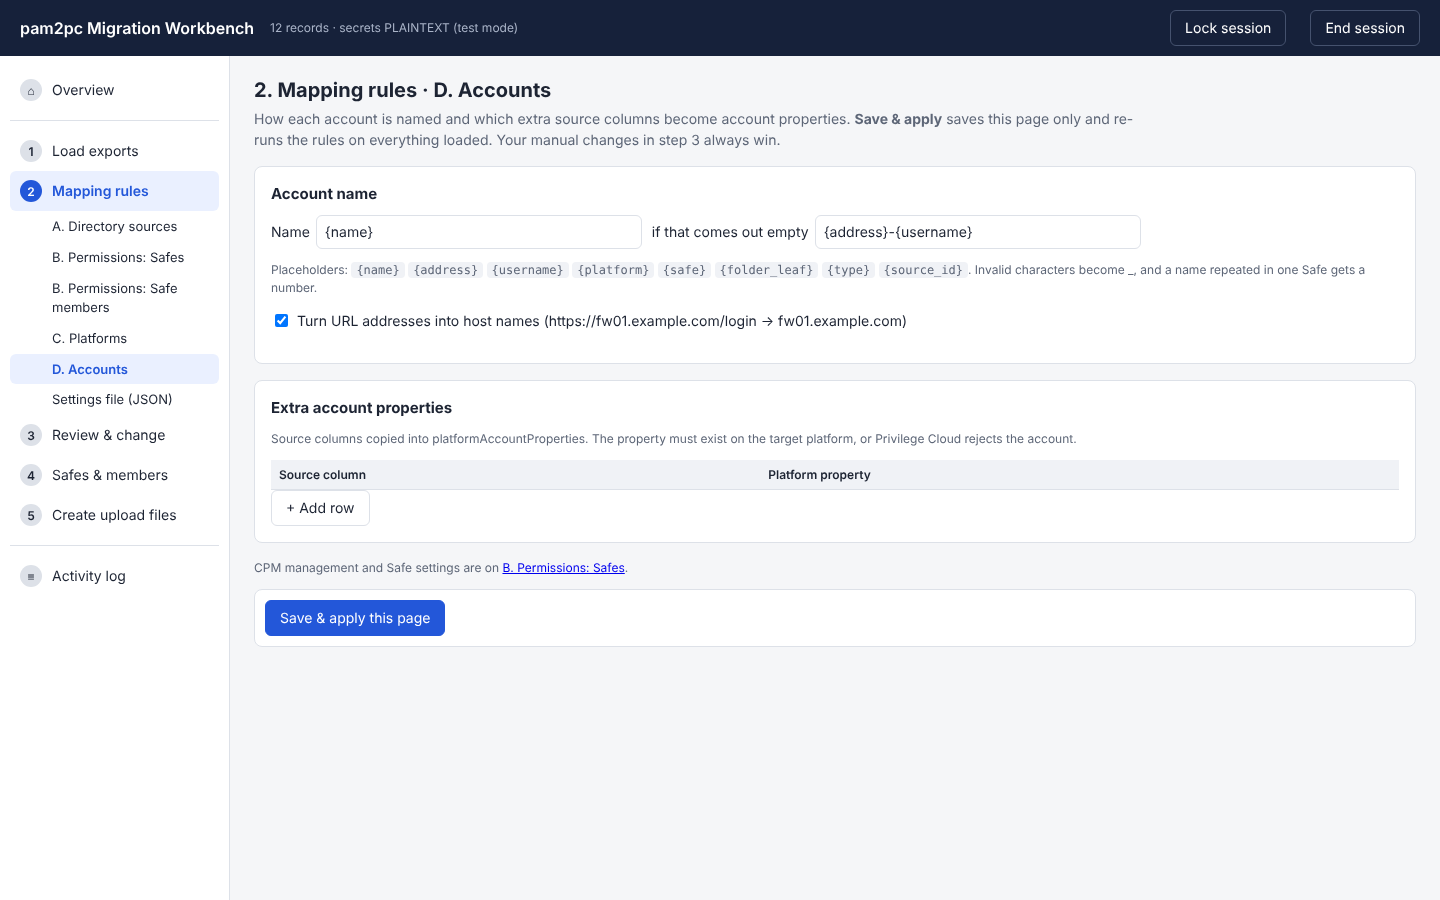 pam2pc Migration Workbench
12 records · secrets PLAINTEXT (test mode)
Lock session
End session
⌂ Overview
1 Load exports
2 Mapping rules
A. Directory sources
B. Permissions: Safes
B. Permissions: Safe
members
C. Platforms
D. Accounts
Settings file (JSON)
3 Review & change
4 Safes & members
5 Create upload files
≡ Activity log
2. Mapping rules · D. Accounts
How each account is named and which extra source columns become account properties. Save & apply saves this page only and re-
runs the rules on everything loaded. Your manual changes in step 3 always win.
Account name
Name {name} if that comes out empty {address}-{username}
Placeholders: {name} {address} {username} {platform} {safe} {folder_leaf} {type} {source_id}. Invalid characters become _, and a name repeated in one Safe gets a
number.
Turn URL addresses into host names (https://fw01.example.com/login → fw01.example.com)
Extra account properties
Source columns copied into platformAccountProperties. The property must exist on the target platform, or Privilege Cloud rejects the account.
Source column Platform property
+ Add row
CPM management and Safe settings are on B. Permissions: Safes.
Save & apply this page